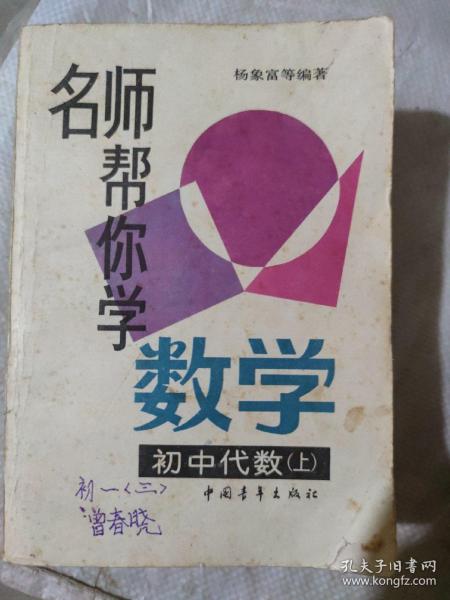 杨象富等编著
名师帮你学
数学
初中代数(上)
中国青年出版社
初一<三>
曾春晓
孔夫子旧书网
www.kongfz.com